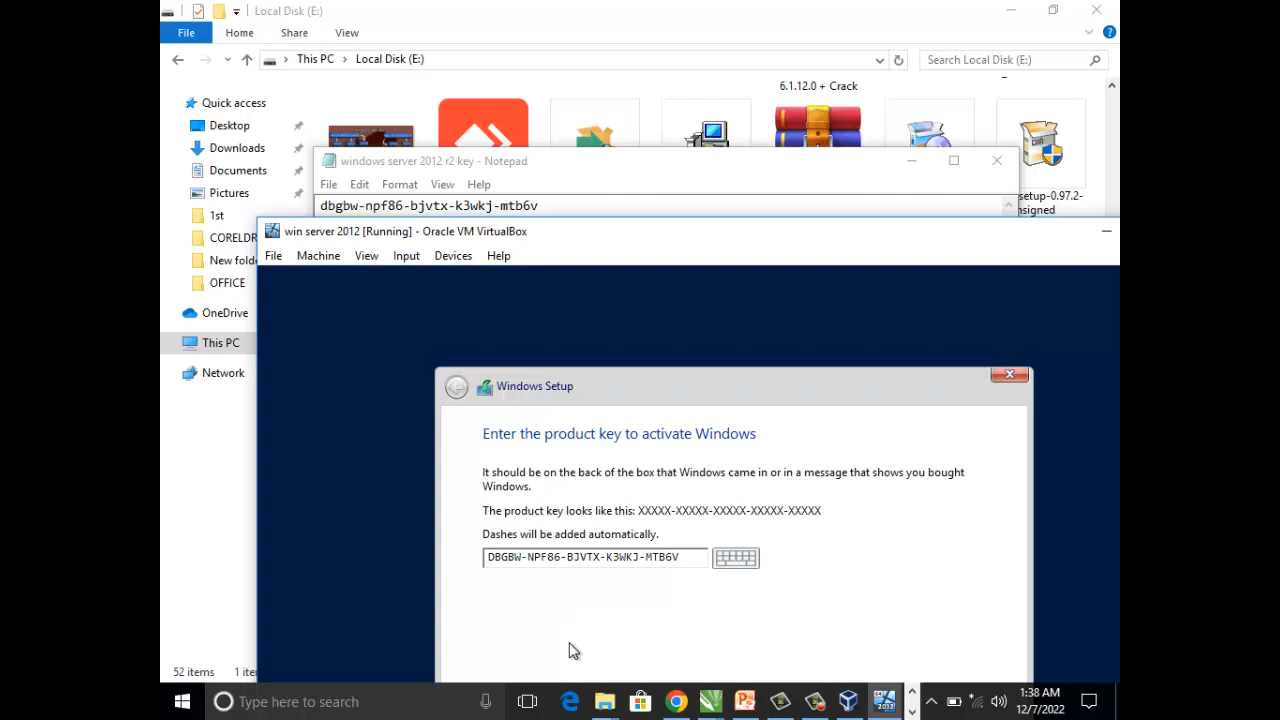 Local Disk (E:)
File Home Share View
This PC Local Disk (E:) Search Local Disk (E:)
6.1.12.0 + Crack
Quick access
Desktop
Downloads
Documents
Pictures
1st
CORELDR
New folde
OFFICE
OneDrive
This PC
Network
setup-0.97.2-
nsigned
windows server 2012 r2 key - Notepad
File Edit Format View Help
dbgbw-npf86-bjvtx-k3wkj-mtb6v
win server 2012 [Running] - Oracle VM VirtualBox
File Machine View Input Devices Help
Windows Setup
Enter the product key to activate Windows
It should be on the back of the box that Windows came in or in a message that shows you bought
Windows.
The product key looks like this: XXXXX-XXXXX-XXXXX-XXXXX-XXXXX
Dashes will be added automatically.
DBGBW-NPF86-BJVTX-K3WKJ-MTB6V
52 items 1 ite
Type here to search
1:38 AM
12/7/2022